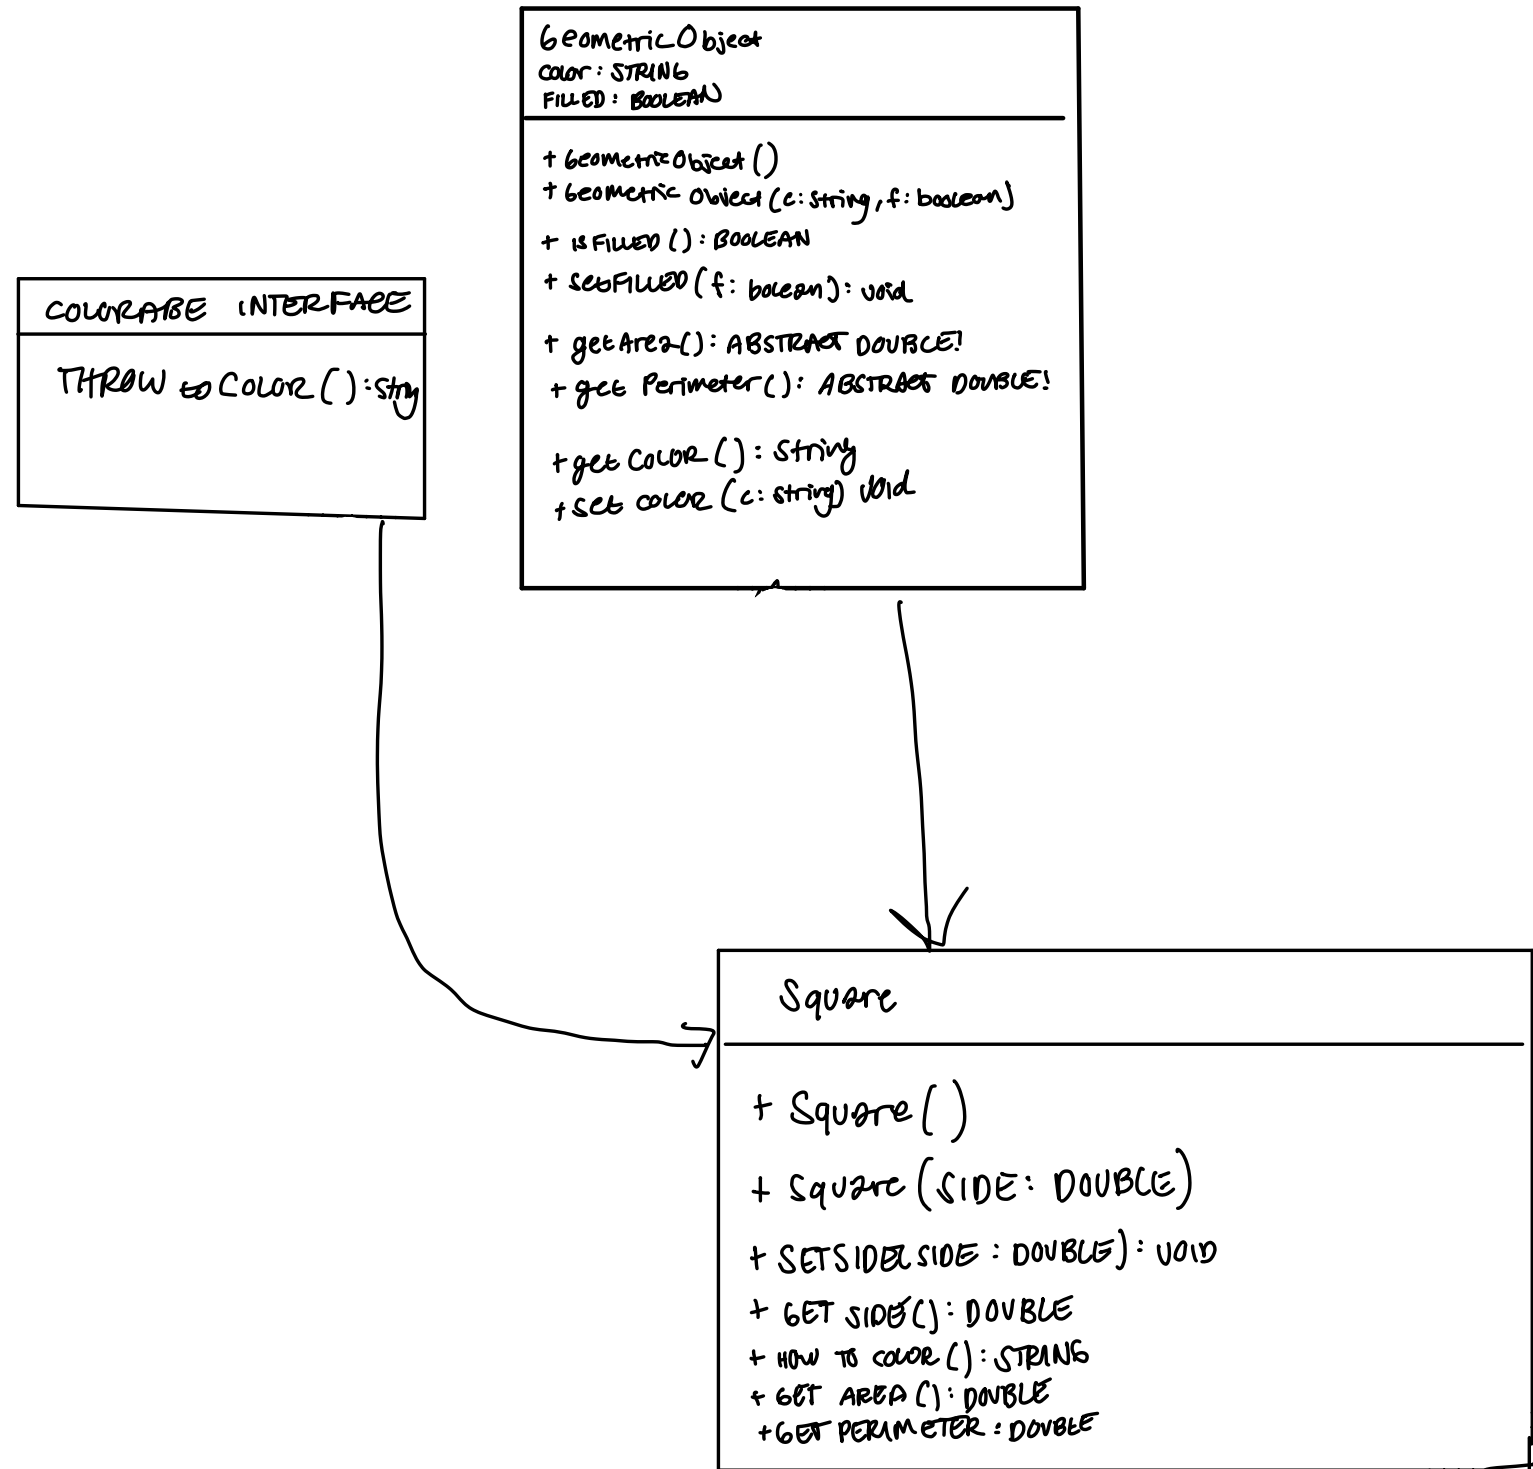 GeometricObject
COLOR: STRING
FILLED: BOOLEAN
+ GeometricObject()
+ Geometric Object(c: string, f: boolean)
+ isFILLED(): BOOLEAN
+ setFILLED(f: bolean): void
+ getArea(): ABSTRACT DOUBLE!
+ get Perimeter(): ABSTRACT DOUBLE!
+ get COLOR(): String
+ set COLOR (c: string) void
COLORABE INTERFACE
THROW to COLOR(): String
Square
+ Square()
+ Square(SIDE: DOUBLE)
+ SETSIDE(SIDE: DOUBLE): VOID
+ GET SIDE(): DOUBLE
+ HOW TO COLOR(): STRING
+ GET AREA(): DOUBLE
+ GET PERIMETER: DOUBLE